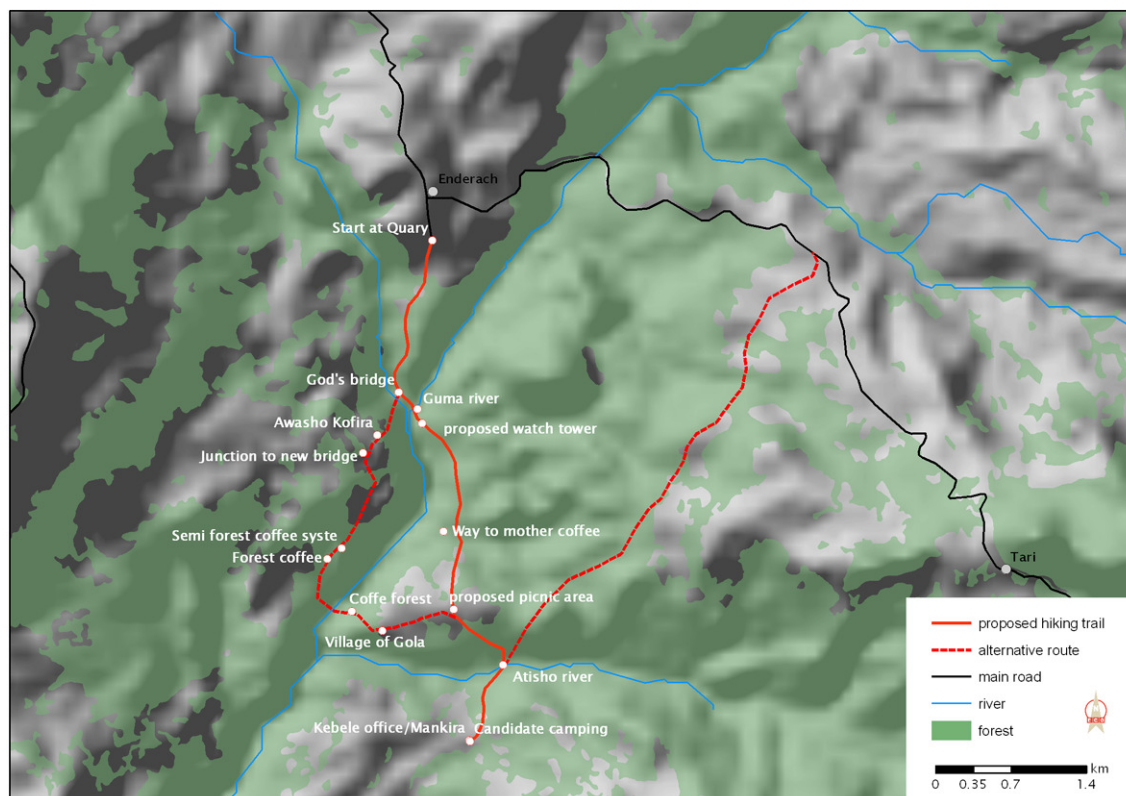 Enderach
Start at Quary
God's bridge
Guma river
Awasho Kofira
proposed watch tower
Junction to new bridge
Way to mother coffee
Semi forest coffee syste
Forest coffee
Tari
Coffe forest
proposed picnic area
Village of Gola
Atisho river
Kebele office/Mankira
Candidate camping
proposed hiking trail
alternative route
main road
river
forest
km
0 0.35 0.7 1.4